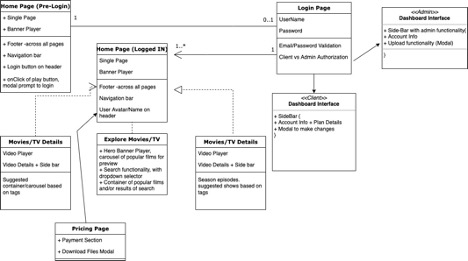 Home Page (Pre-Login)
+ Single Page
+ Banner Player
+ Footer -across all pages
+ Navigation bar
+ Login button on header
+ onClick of play button,
modal prompt to login
1
0..1
Login Page
UserName
Password
Email/Password Validation
Client vs Admin Authorization
<<Admin>>
Dashboard Interface
+ Side-Bar with admin functionality{
+ Account Info
+ Upload functionality (Modal)
}
Home Page (Logged IN)
Single Page
Banner Player
Footer -across all pages
Navigation bar
User Avatar/Name on
header
1..*
1
<<Client>>
Dashboard Interface
+ SideBar {
+ Account Info + Plan Details
+ Modal to make changes
}
Movies/TV Details
Video Player
Video Details + Side bar
Suggested
container/carousel based on
tags
Explore Movies/TV
+ Hero Banner Player,
carousel of popular films for
preview
+ Search functionality, with
dropdown selector
+ Container of popular films
and/or results of search
Movies/TV Details
Video Player
Video Details + Side bar
Season episodes,
suggested shows based on
tags
Pricing Page
+ Payment Section
+ Download Files Modal